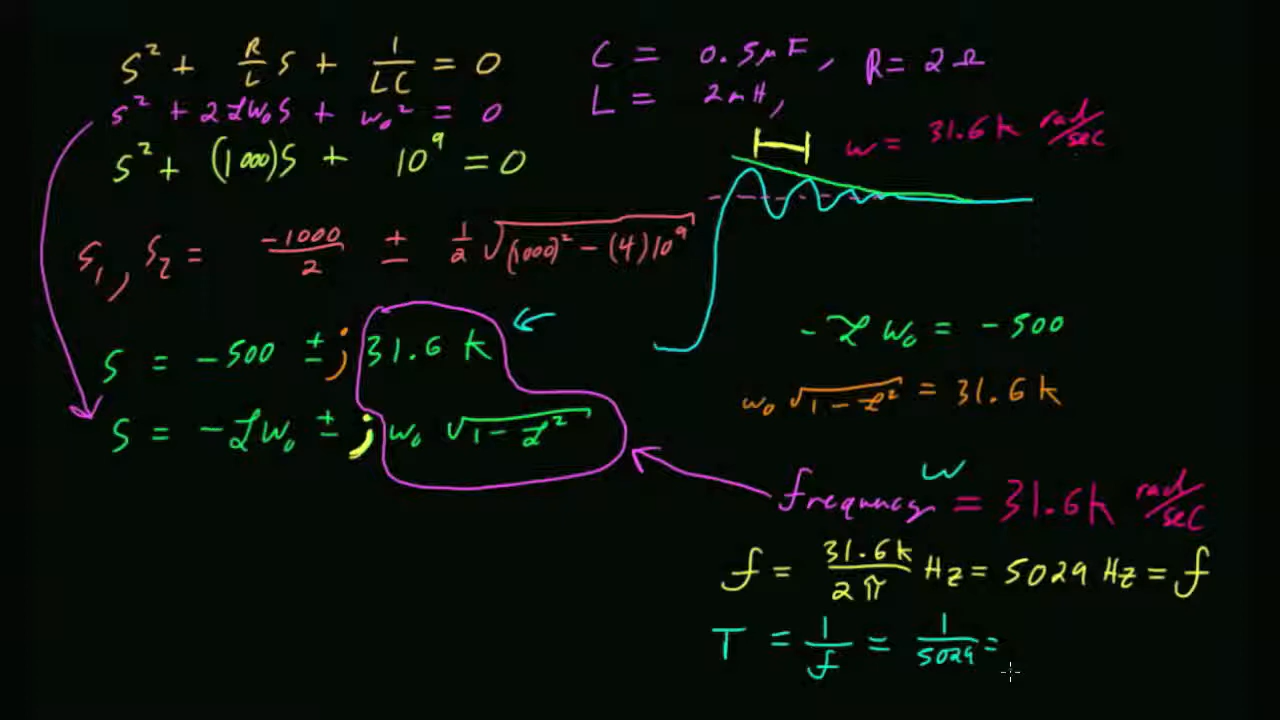 S² + R/L S + 1/LC = 0
C = 0.5μF, R = 2Ω
s² + 2ζω₀S + ω₀² = 0
L = 2mH,
S² + (1000)S + 10⁹ = 0
ω = 31.6k rad/sec
S₁, S₂ = -1000/2 ± 1/2 √(1000)² - (4)10⁹
S = -500 ± j 31.6 k
-ζω₀ = -500
ω₀ √1-ζ² = 31.6 k
S = -ζω₀ ± j ω₀ √1-ζ²
frequency ω = 31.6k rad/sec
f = 31.6k/2π Hz = 5029 Hz = f
T = 1/f = 1/5029 =